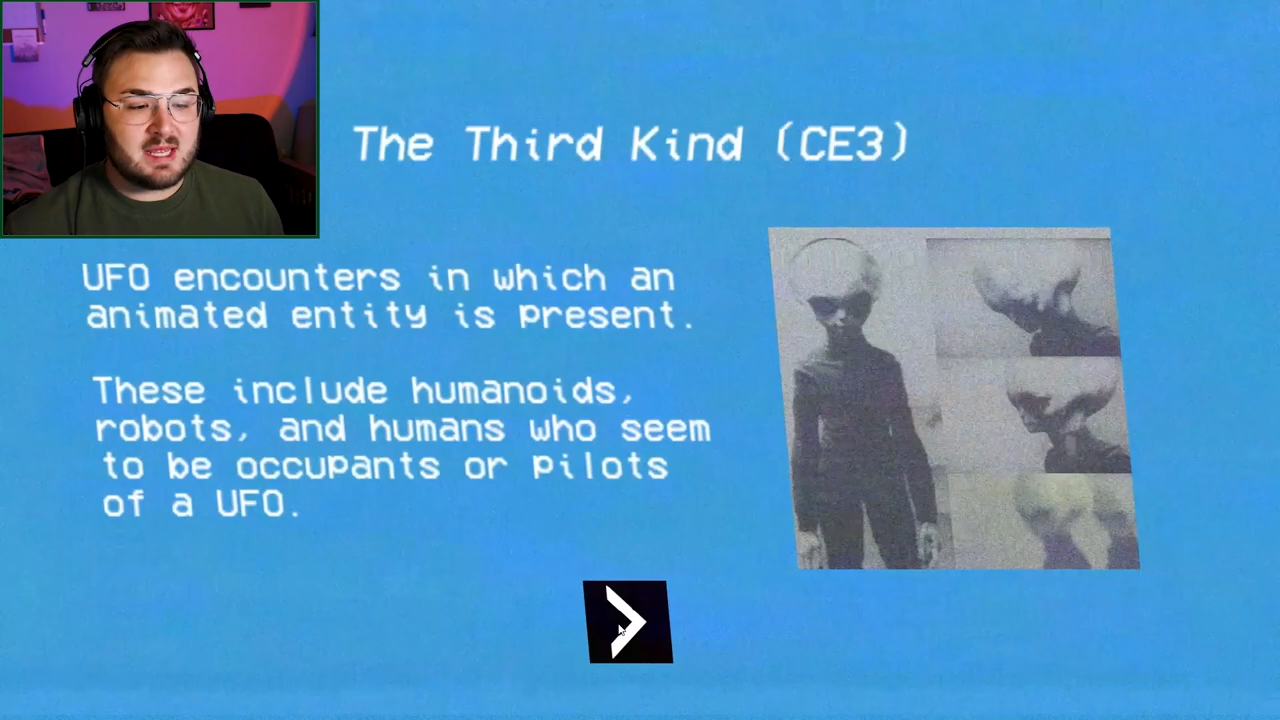 The Third Kind (CE3)
UFO encounters in which an
animated entity is present.
These include humanoids,
robots, and humans who seem
to be occupants or pilots
of a UFO.